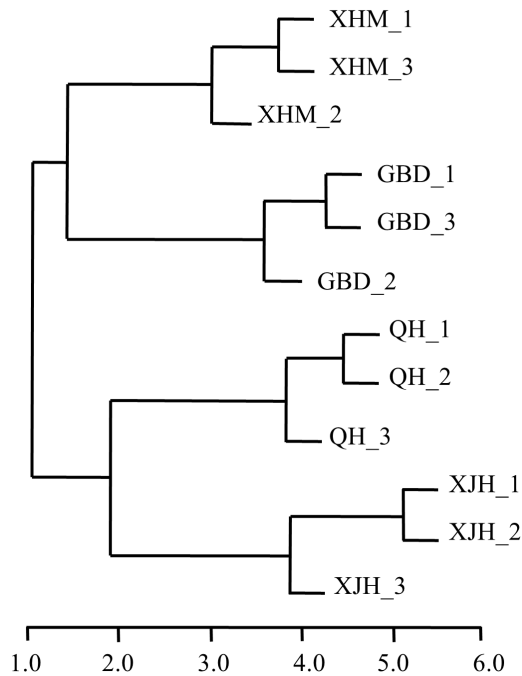 XHM_1
XHM_3
XHM_2
GBD_1
GBD_3
GBD_2
QH_1
QH_2
QH_3
XJH_1
XJH_2
XJH_3
1.0 2.0 3.0 4.0 5.0 6.0